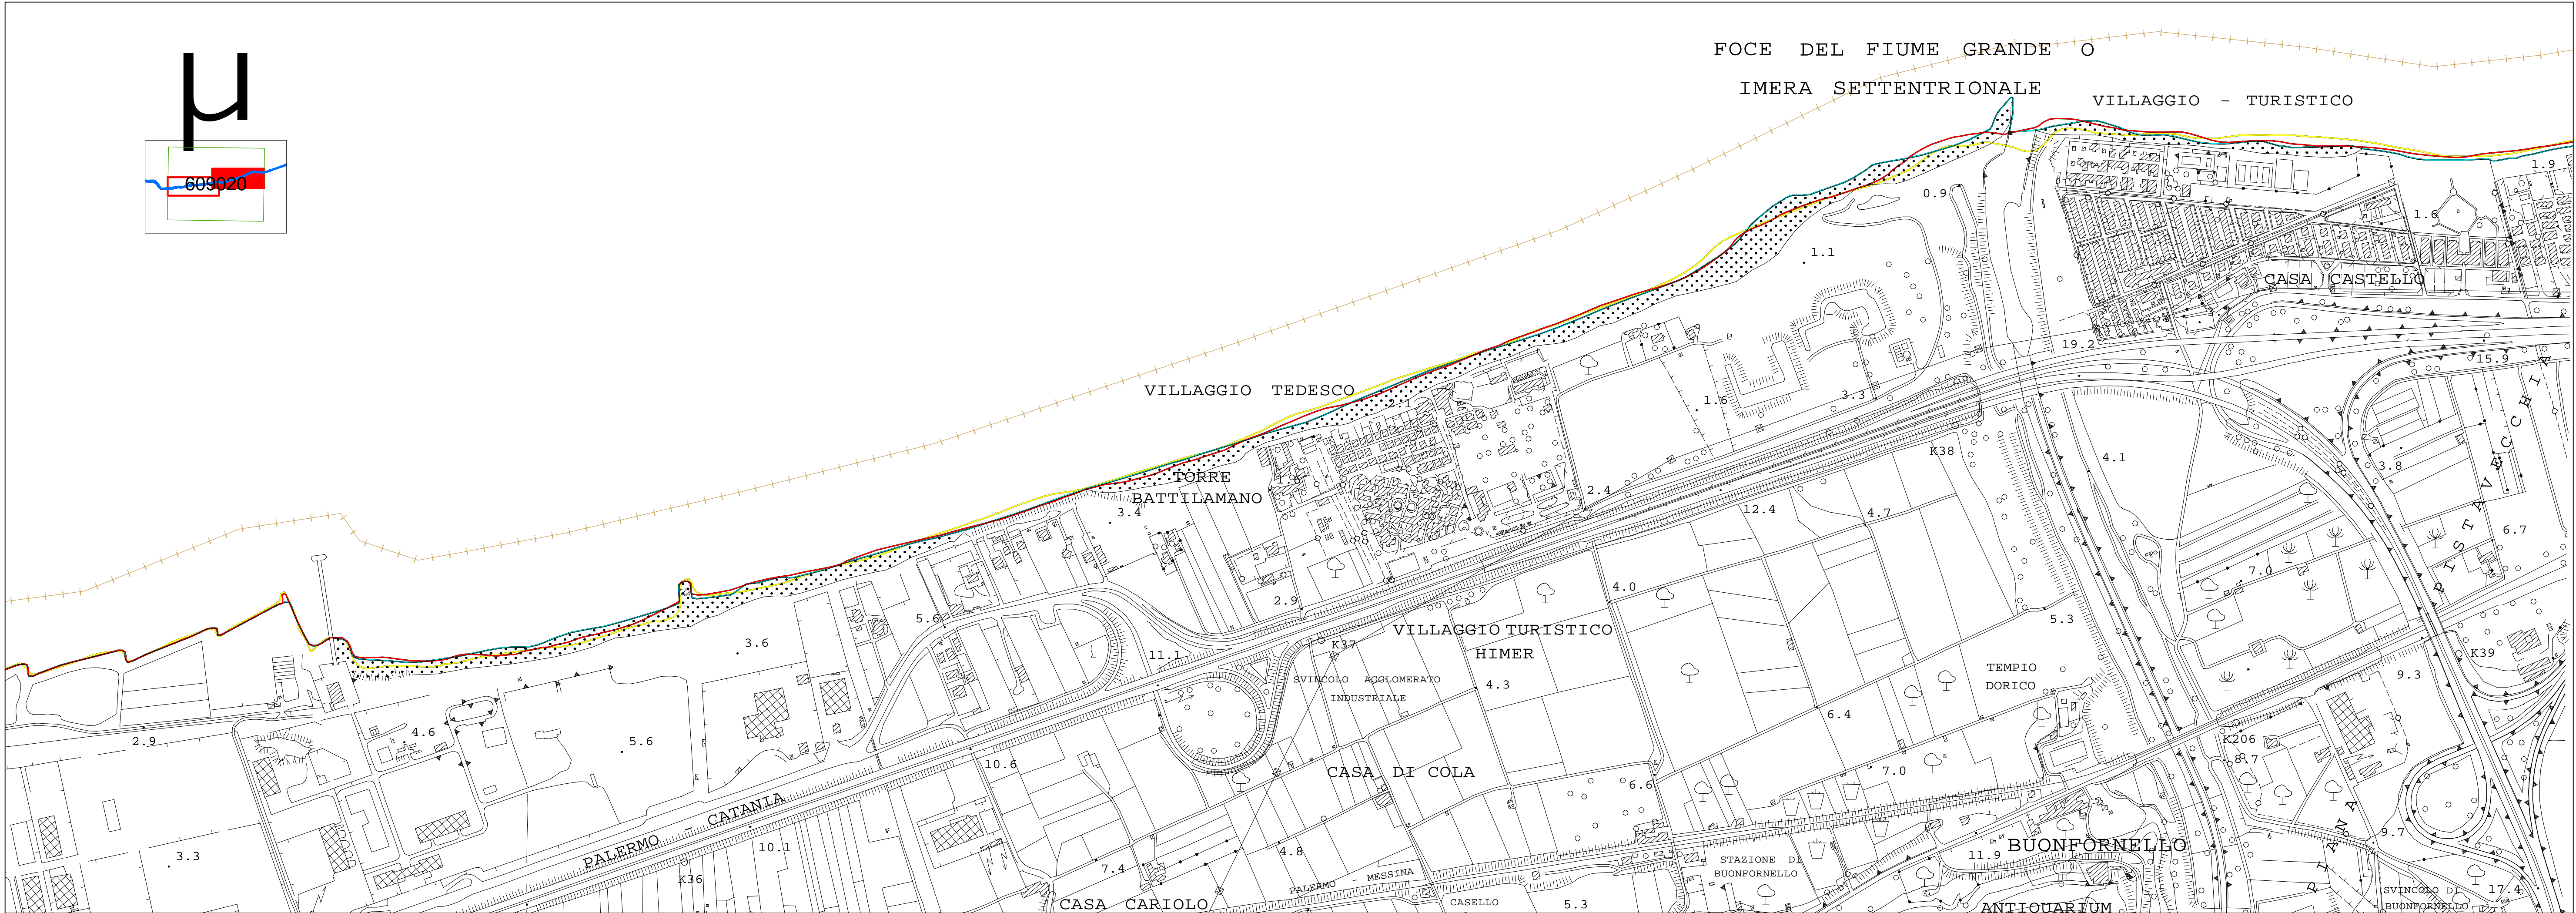 µ
609020
FOCE DEL FIUME GRANDE O
IMERA SETTENTRIONALE
VILLAGGIO - TURISTICO
1.9
0.9
1.6
1.1
CASA CASTELLO
19.2
15.9
VILLAGGIO TEDESCO
2.1
1.6
3.3
PISTAVECCHIA
K38
4.1
3.8
TORRE
BATTILAMANO
1.6
2.4
3.4
12.4
4.7
6.7
7.0
2.9
4.0
5.3
5.6
VILLAGGIO TURISTICO
HIMER
3.6
K37
11.1
K39
TEMPIO
DORICO
9.3
SVINCOLO AGGLOMERATO
INDUSTRIALE
4.3
6.4
2.9
4.6
5.6
K206
8.7
10.6
CASA DI COLA
7.0
6.6
PALERMO CATANIA
PIANA
9.7
10.1
3.3
4.8
BUONFORNELLO
11.9
7.4
STAZIONE DI
BUONFORNELLO
K36
PALERMO - MESSINA
17.4
SVINCOLO DI
BUONFORNELLO
CASA CARIOLO
CASELLO
5.3
ANTIQUARIUM